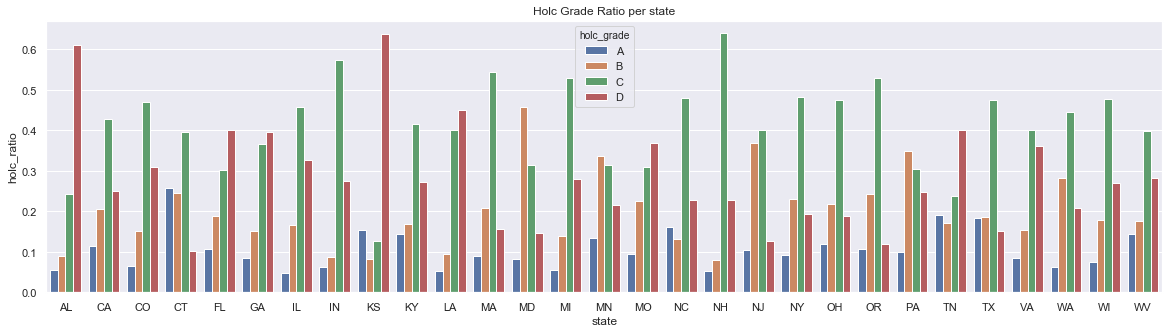 Holc Grade Ratio per state
holc_grade
A
B
C
D
holc_ratio
0.6
0.5
0.4
0.3
0.2
0.1
0.0
AL CA CO CT FL GA IL IN KS KY LA MA MD MI MN MO NC NH NJ NY OH OR PA TN TX VA WA WI WV
state